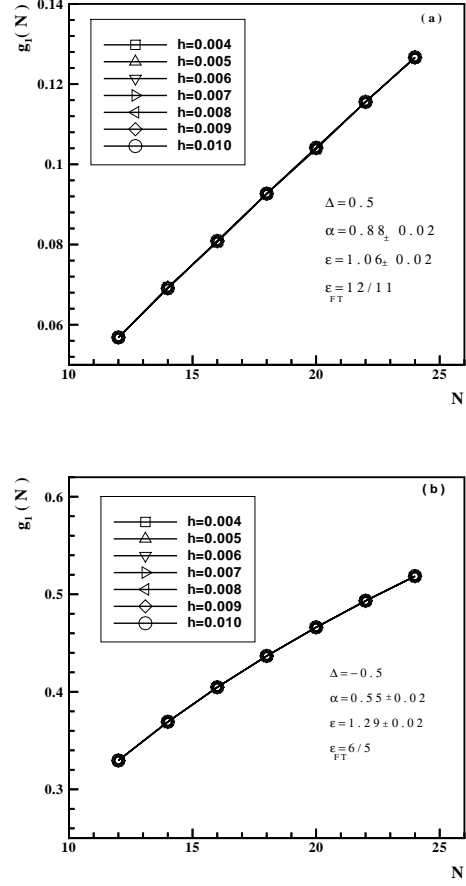 0.14
(a)
g₁(N)
h=0.004
h=0.005
h=0.006
h=0.007
h=0.008
h=0.009
h=0.010
0.12
0.1
0.08
0.06
Δ=0.5
α=0.88± 0.02
ε=1.06± 0.02
ε_FT=12/11
10 15 20 25
N
(b)
g₁(N)
0.6
h=0.004
h=0.005
h=0.006
h=0.007
h=0.008
h=0.009
h=0.010
0.5
0.4
0.3
Δ=−0.5
α=0.55±0.02
ε=1.29±0.02
ε_FT=6/5
10 15 20 25
N